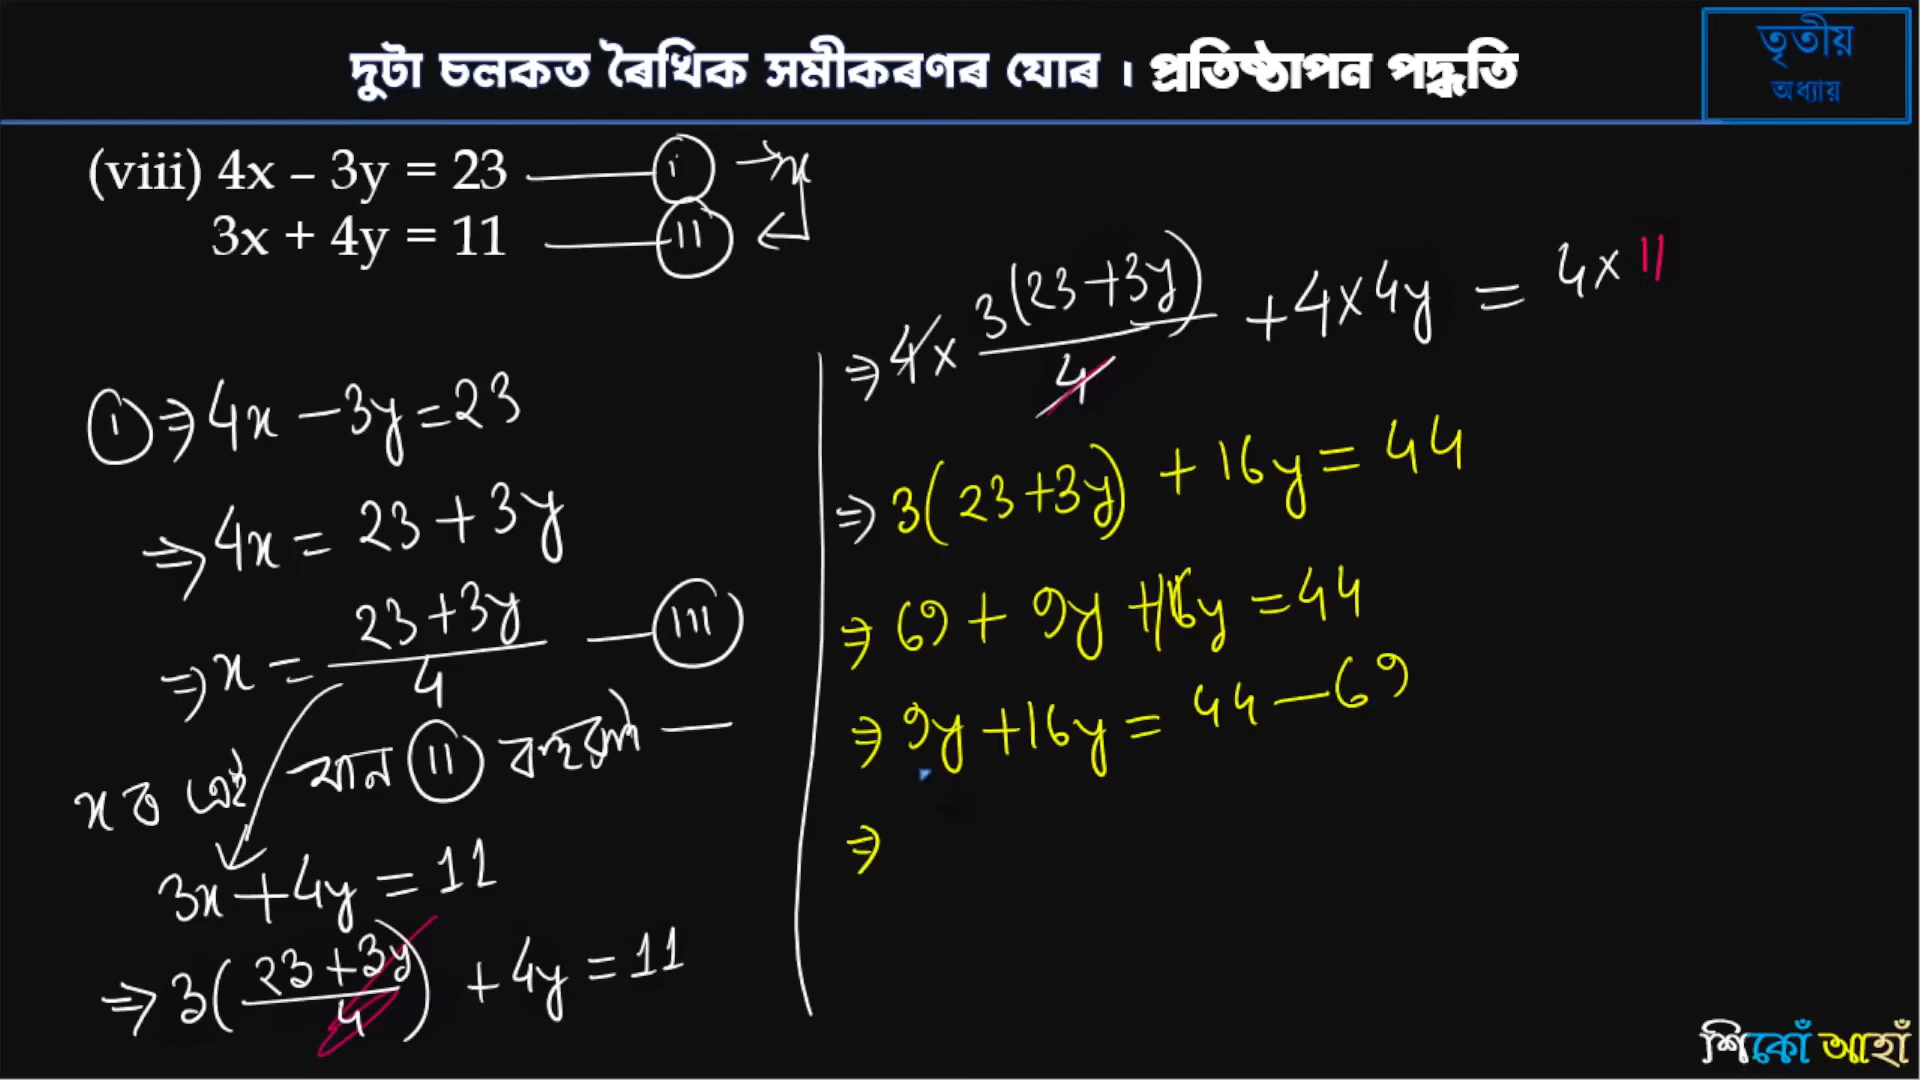 দুটা চলকত ৰৈখিক সমীকৰণৰ যোৰ । প্ৰতিষ্ঠাপন পদ্ধতি
তৃতীয়
অধ্যায়
(viii) 4x – 3y = 23 — (i) → x
3x + 4y = 11 — (ii) ←
(i) ⇒ 4x – 3y = 23
⇒ 4x = 23 + 3y
⇒ x = (23 + 3y)/4 — (iii)
x ৰ এই মান (ii) ত বহুৱাই —
3x + 4y = 11
⇒ 3((23 + 3y)/4) + 4y = 11
⇒ 4 × 3(23 + 3y)/4 + 4 × 4y = 4 × 11
⇒ 3(23 + 3y) + 16y = 44
⇒ 69 + 9y + 16y = 44
⇒ 9y + 16y = 44 – 69
⇒
শিকোঁ আহাঁ